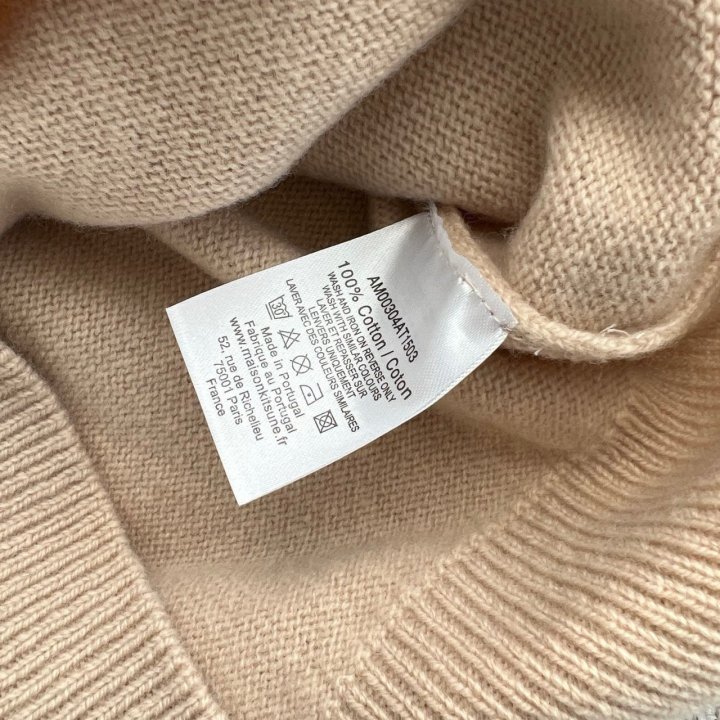 AM00304AT1503
100% Cotton / Coton
WASH AND IRON ON REVERSE ONLY
WASH WITH SIMILAR COLOURS
LAVER ET REPASSER SUR
L'ENVERS UNIQUEMENT
LAVER AVEC DES COULEURS SIMILAIRES
30
Made in Portugal
Fabriqué au Portugal
www.maisonkitsune.fr
52, rue de Richelieu
75001 Paris
France